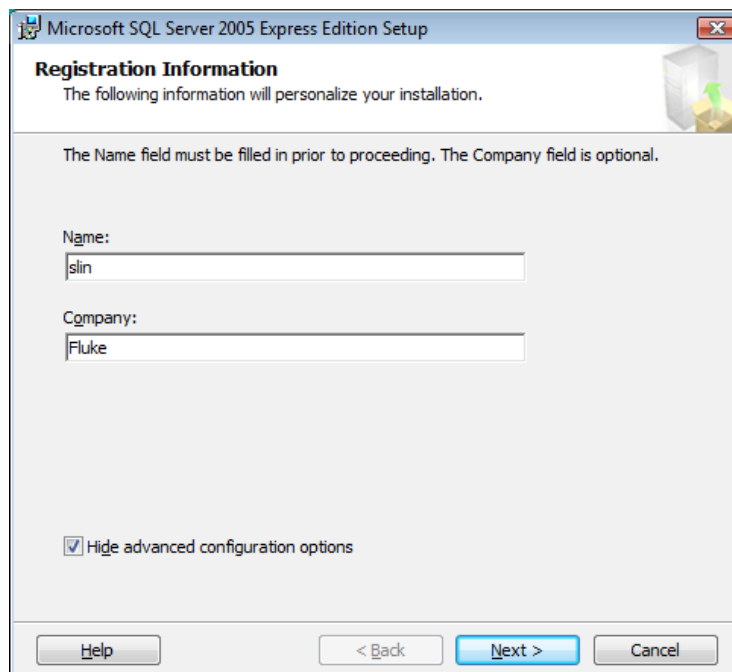 Microsoft SQL Server 2005 Express Edition Setup
Registration Information
The following information will personalize your installation.
The Name field must be filled in prior to proceeding. The Company field is optional.
Name:
slin
Company:
Fluke
Hide advanced configuration options
Help
< Back
Next >
Cancel